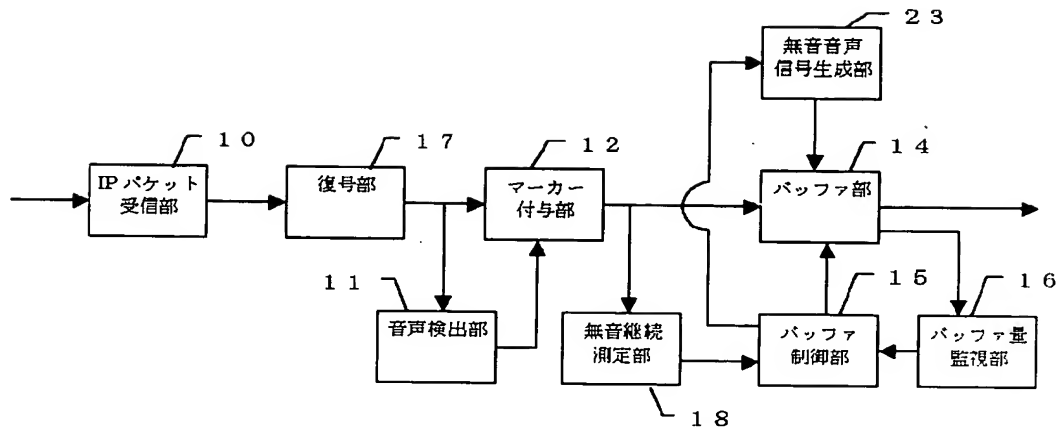 23
無音音声
信号生成部
10
17
12
14
IPパケット
受信部
復号部
マーカー
付与部
バッファ部
11
15
16
音声検出部
無音継続
測定部
バッファ
制御部
バッファ量
監視部
18